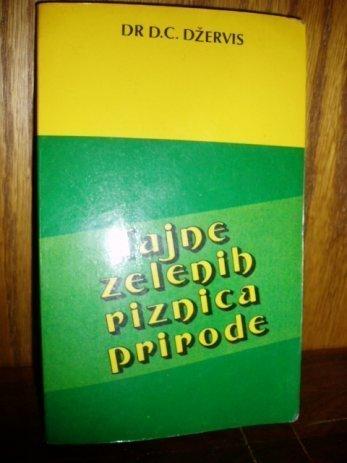 DR D.C. DŽERVIS
Tajne
zelenih
riznica
prirode